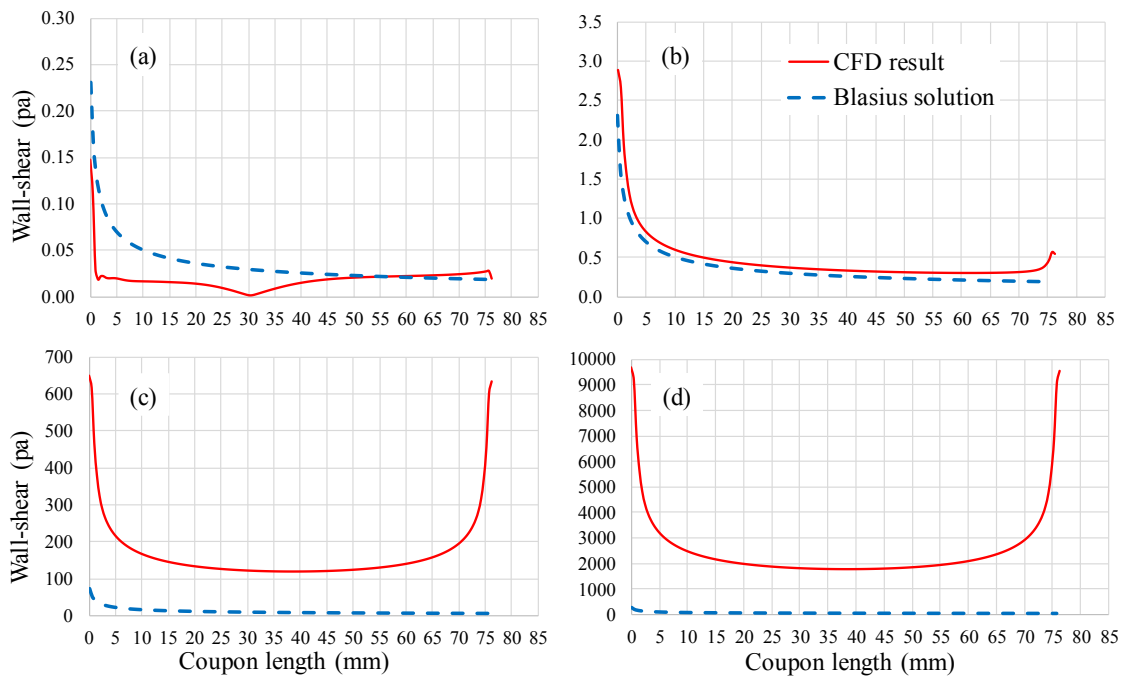 (a)
Wall-shear (pa)
0.30
0.25
0.20
0.15
0.10
0.05
0.00
0 5 10 15 20 25 30 35 40 45 50 55 60 65 70 75 80 85
(b)
CFD result
Blasius solution
3.5
3.0
2.5
2.0
1.5
1.0
0.5
0.0
0 5 10 15 20 25 30 35 40 45 50 55 60 65 70 75 80 85
(c)
Wall-shear (pa)
700
600
500
400
300
200
100
0
0 5 10 15 20 25 30 35 40 45 50 55 60 65 70 75 80 85
Coupon length (mm)
(d)
10000
9000
8000
7000
6000
5000
4000
3000
2000
1000
0
0 5 10 15 20 25 30 35 40 45 50 55 60 65 70 75 80 85
Coupon length (mm)